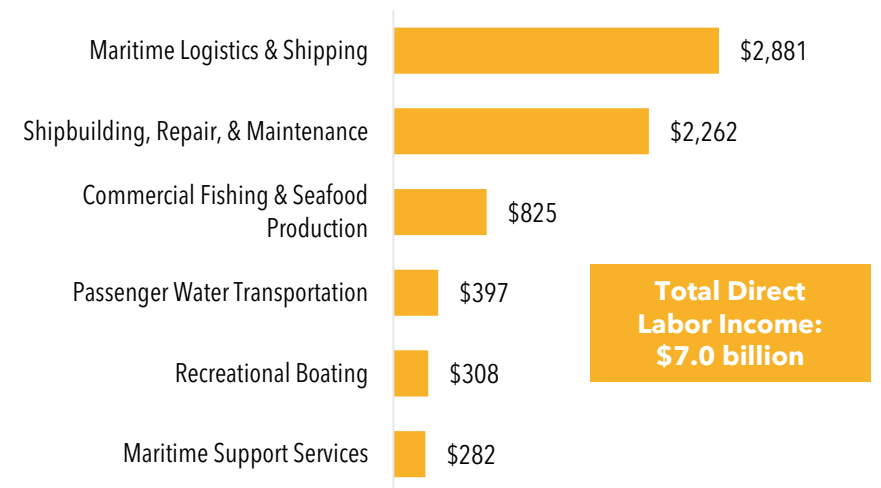 Maritime Logistics & Shipping
$2,881
Shipbuilding, Repair, & Maintenance
$2,262
Commercial Fishing & Seafood
Production
$825
Passenger Water Transportation
$397
Recreational Boating
$308
Maritime Support Services
$282
Total Direct
Labor Income:
$7.0 billion